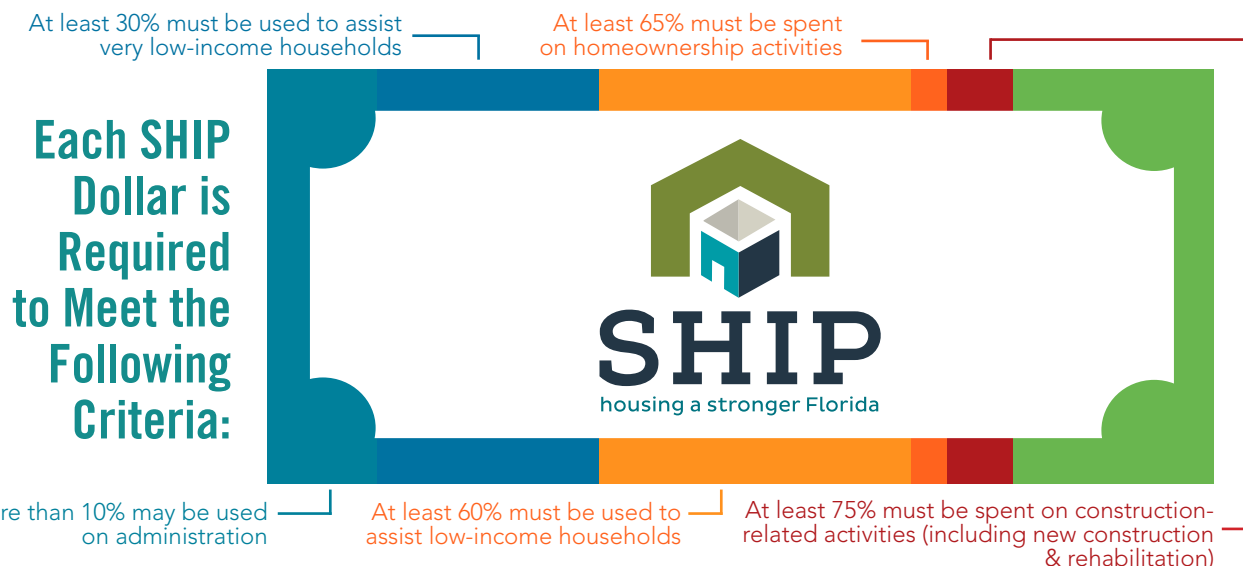 At least 30% must be used to assist
very low-income households
At least 65% must be spent
on homeownership activities
Each SHIP
Dollar is
Required
to Meet the
Following
Criteria:
SHIP
housing a stronger Florida
re than 10% may be used
on administration
At least 60% must be used to
assist low-income households
At least 75% must be spent on construction-
related activities (including new construction
& rehabilitation)